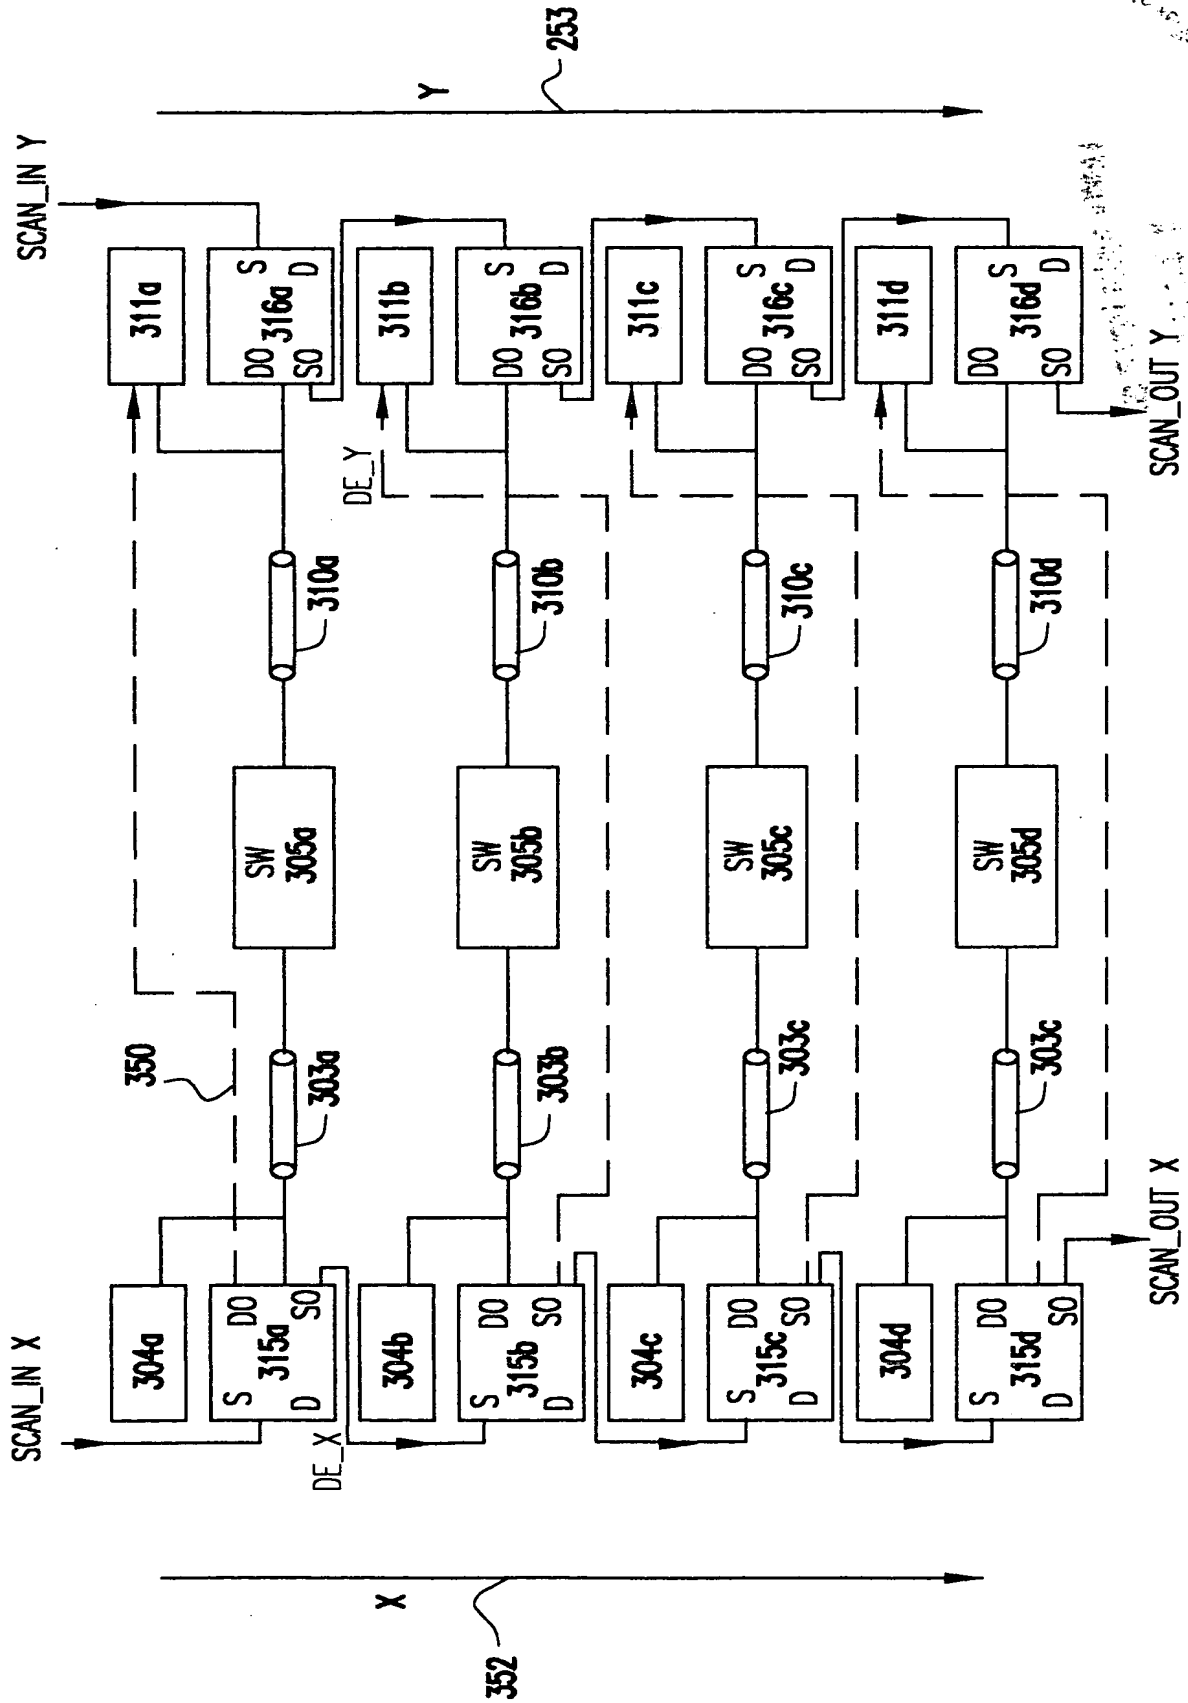 SCAN_IN X
SCAN_IN Y
304a
311a
S
DO
315a
D
SO
350
303a
SW
305a
310a
DO
S
316a
SO
D
DE_X
DE_Y
304b
311b
S
DO
315b
D
SO
303b
SW
305b
310b
DO
S
316b
SO
D
304c
311c
S
DO
315c
D
SO
303c
SW
305c
310c
DO
S
316c
SO
D
304d
311d
S
DO
315d
D
SO
303c
SW
305d
310d
DO
S
316d
SO
D
SCAN_OUT X
SCAN_OUT Y
X
352
Y
253